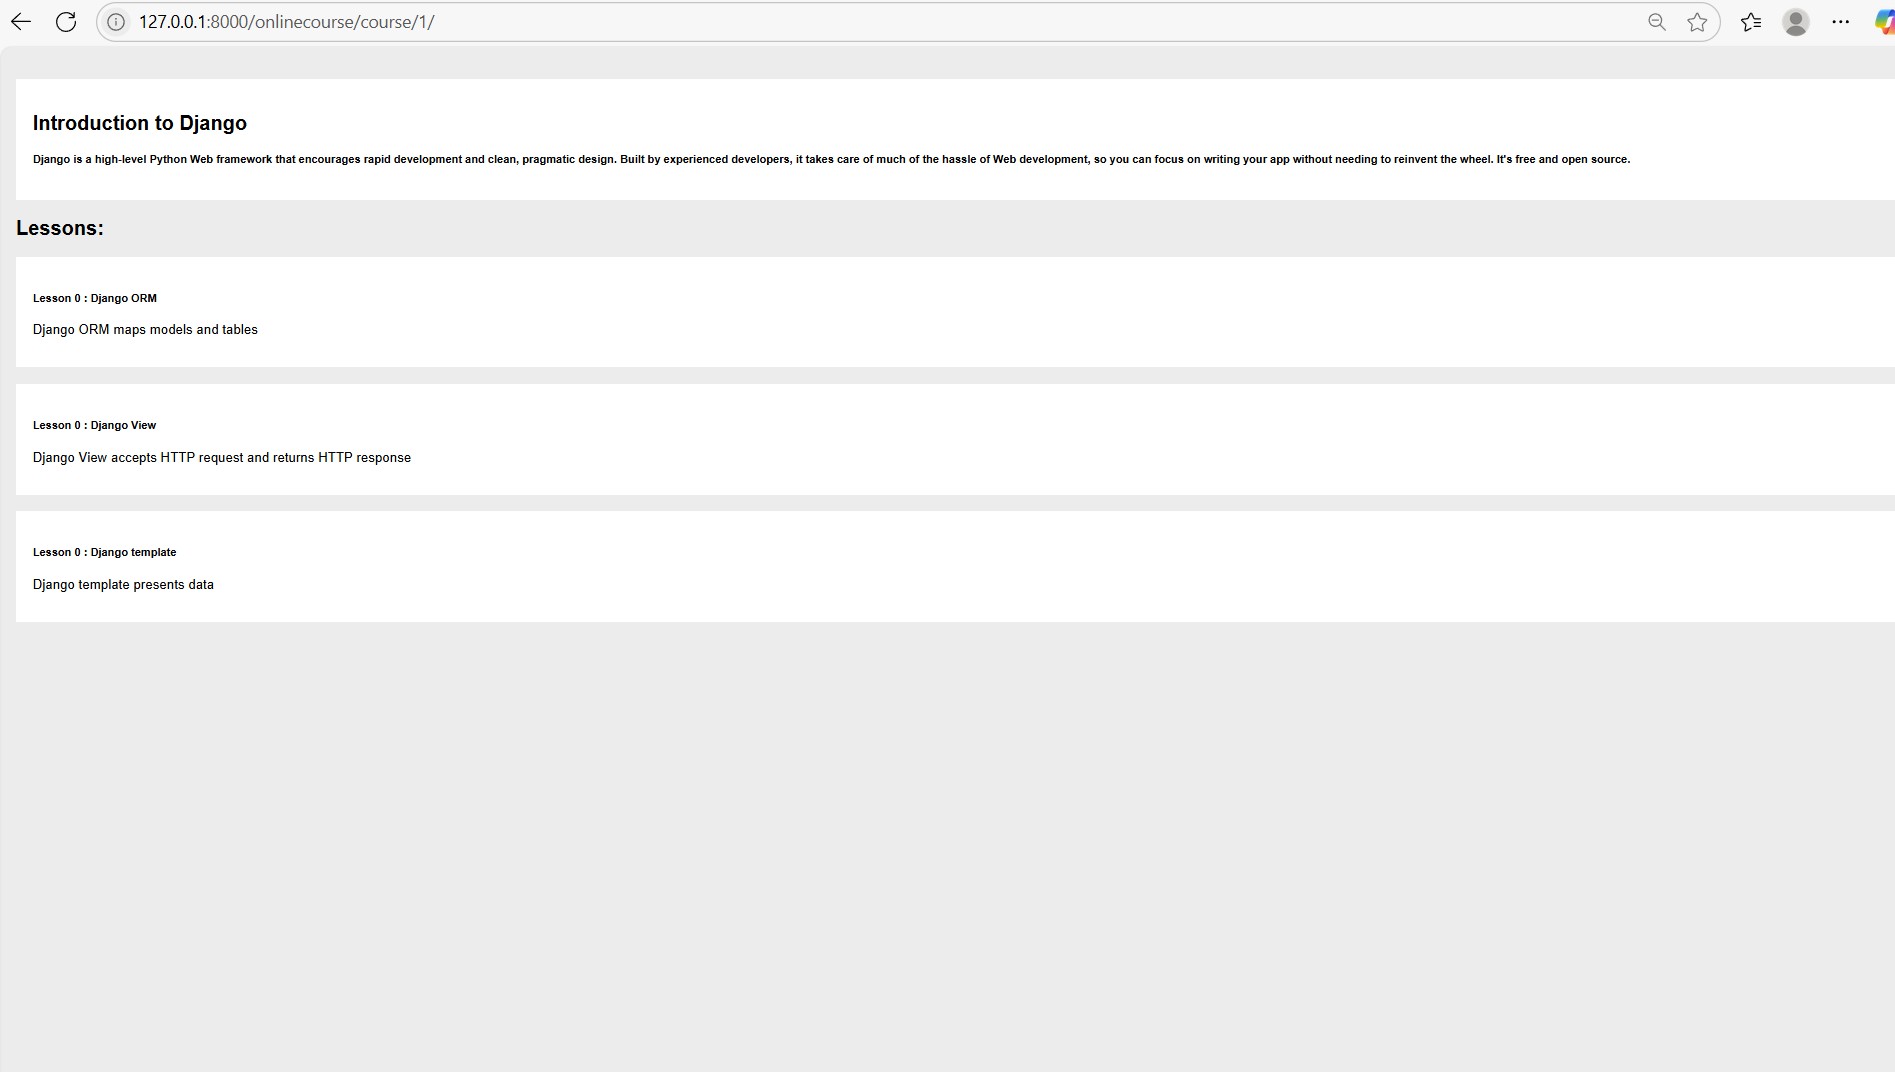 127.0.0.1:8000/onlinecourse/course/1/
Introduction to Django
Django is a high-level Python Web framework that encourages rapid development and clean, pragmatic design. Built by experienced developers, it takes care of much of the hassle of Web development, so you can focus on writing your app without needing to reinvent the wheel. It's free and open source.
Lessons:
Lesson 0 : Django ORM
Django ORM maps models and tables
Lesson 0 : Django View
Django View accepts HTTP request and returns HTTP response
Lesson 0 : Django template
Django template presents data